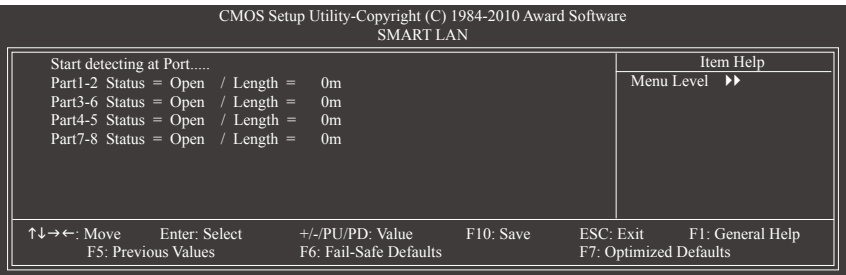 CMOS Setup Utility-Copyright (C) 1984-2010 Award Software
SMART LAN
Start detecting at Port.....
Part1-2 Status = Open / Length = 0m
Part3-6 Status = Open / Length = 0m
Part4-5 Status = Open / Length = 0m
Part7-8 Status = Open / Length = 0m
Item Help
Menu Level ▶▶
↑↓→←: Move Enter: Select +/-/PU/PD: Value F10: Save ESC: Exit F1: General Help
F5: Previous Values F6: Fail-Safe Defaults F7: Optimized Defaults